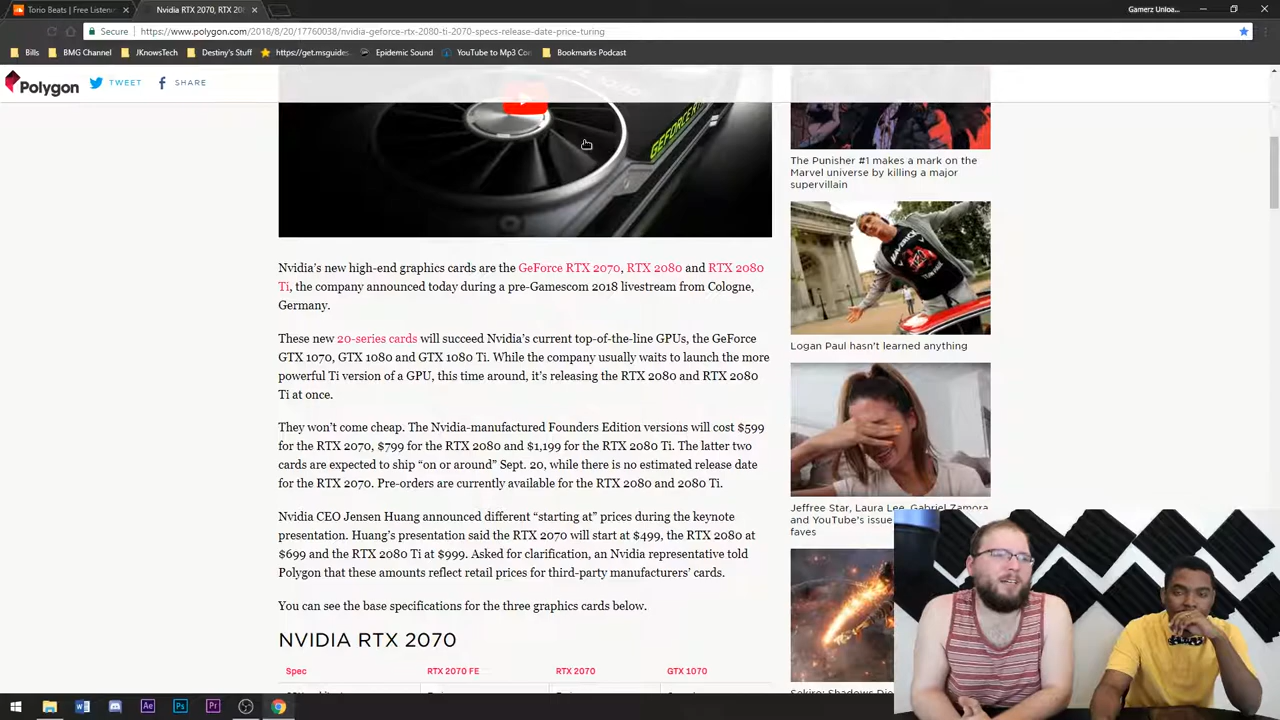 Torio Beats | Free Listeni
Nvidia RTX 2070, RTX 208
Gamerz Unloa...
Secure
https://www.polygon.com/2018/8/20/17760038/nvidia-geforce-rtx-2080-ti-2070-specs-release-date-price-turing
Bills
BMG Channel
JKnowsTech
Destiny's Stuff
https://get.msguides
Epidemic Sound
YouTube to Mp3 Con
Bookmarks Podcast
Polygon
TWEET
SHARE
GEFORCE RTX
The Punisher #1 makes a mark on the
Marvel universe by killing a major
supervillain
MAVERICK
Logan Paul hasn't learned anything
Jeffree Star, Laura Lee, Gabriel Zamora
and YouTube's issue
faves
Nvidia's new high-end graphics cards are the GeForce RTX 2070, RTX 2080 and RTX 2080
Ti, the company announced today during a pre-Gamescom 2018 livestream from Cologne,
Germany.
These new 20-series cards will succeed Nvidia's current top-of-the-line GPUs, the GeForce
GTX 1070, GTX 1080 and GTX 1080 Ti. While the company usually waits to launch the more
powerful Ti version of a GPU, this time around, it's releasing the RTX 2080 and RTX 2080
Ti at once.
They won't come cheap. The Nvidia-manufactured Founders Edition versions will cost $599
for the RTX 2070, $799 for the RTX 2080 and $1,199 for the RTX 2080 Ti. The latter two
cards are expected to ship "on or around" Sept. 20, while there is no estimated release date
for the RTX 2070. Pre-orders are currently available for the RTX 2080 and 2080 Ti.
Nvidia CEO Jensen Huang announced different "starting at" prices during the keynote
presentation. Huang's presentation said the RTX 2070 will start at $499, the RTX 2080 at
$699 and the RTX 2080 Ti at $999. Asked for clarification, an Nvidia representative told
Polygon that these amounts reflect retail prices for third-party manufacturers' cards.
You can see the base specifications for the three graphics cards below.
NVIDIA RTX 2070
Spec
RTX 2070 FE
RTX 2070
GTX 1070
Sekiro: Shadows Die